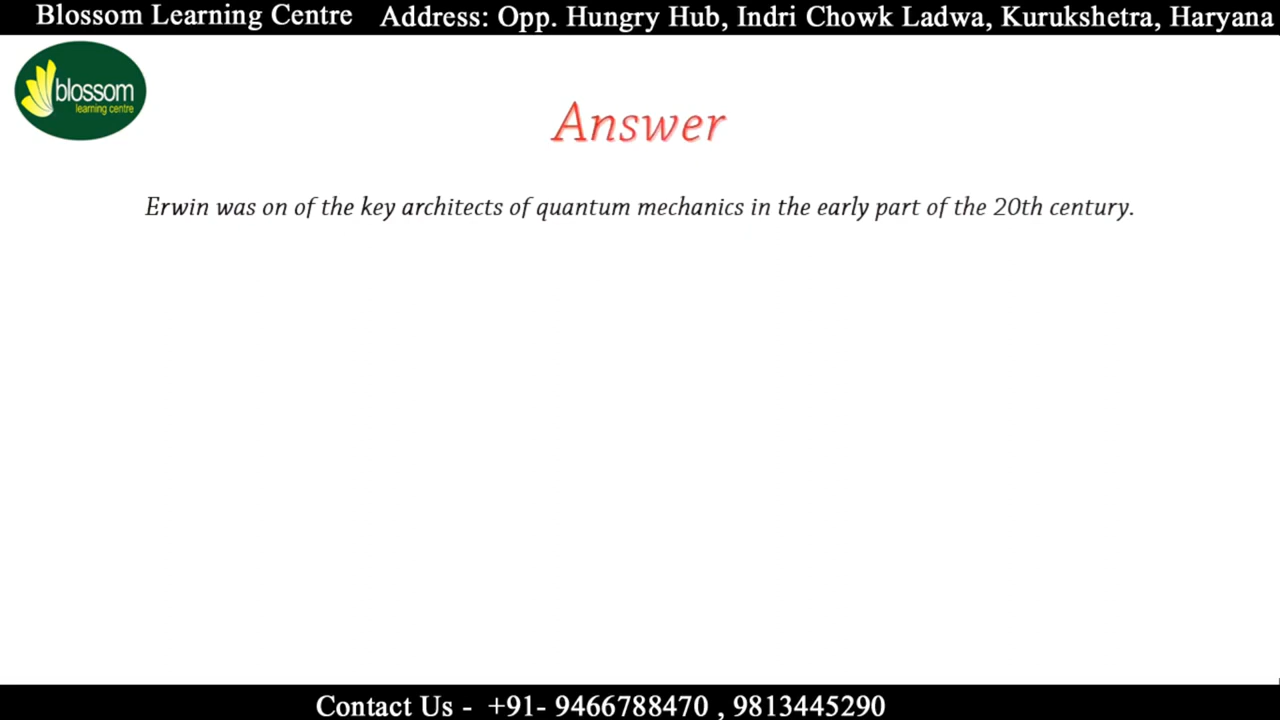 Blossom Learning Centre Address: Opp. Hungry Hub, Indri Chowk Ladwa, Kurukshetra, Haryana
blossom
learning centre
Answer
Erwin was on of the key architects of quantum mechanics in the early part of the 20th century.
Contact Us - +91- 9466788470 , 9813445290